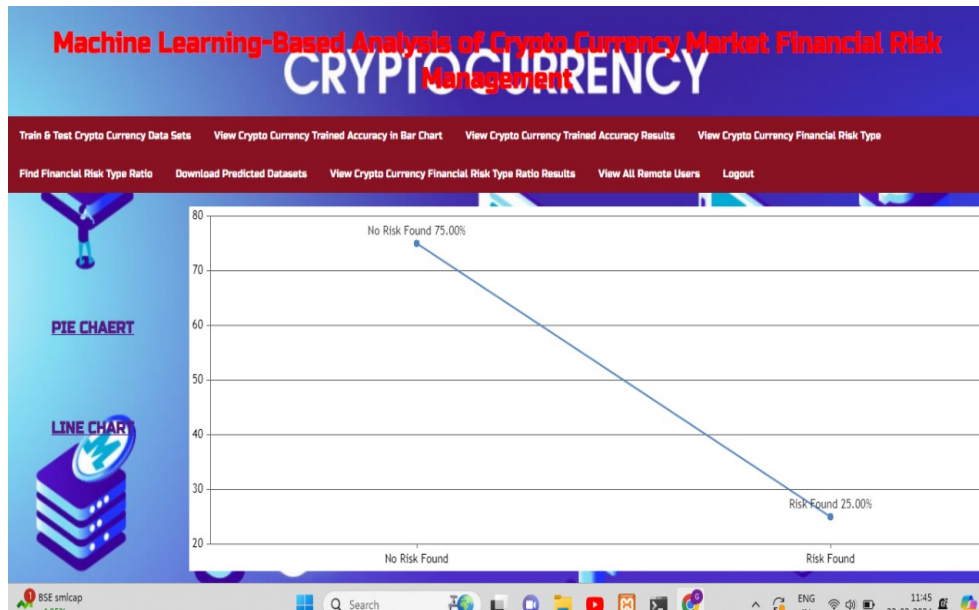 Machine Learning-Based Analysis of Crypto Currency Market Financial Risk
Management
CRYPTOCURRENCY
Train & Test Crypto Currency Data Sets View Crypto Currency Trained Accuracy in Bar Chart View Crypto Currency Trained Accuracy Results View Crypto Currency Financial Risk Type
Find Financial Risk Type Ratio Download Predicted Datasets View Crypto Currency Financial Risk Type Ratio Results View All Remote Users Logout
PIE CHAERT
LINE CHART
80
No Risk Found 75.00%
70
60
50
40
30
Risk Found 25.00%
20
No Risk Found Risk Found
1
BSE smlcap
Search
ENG
11:45